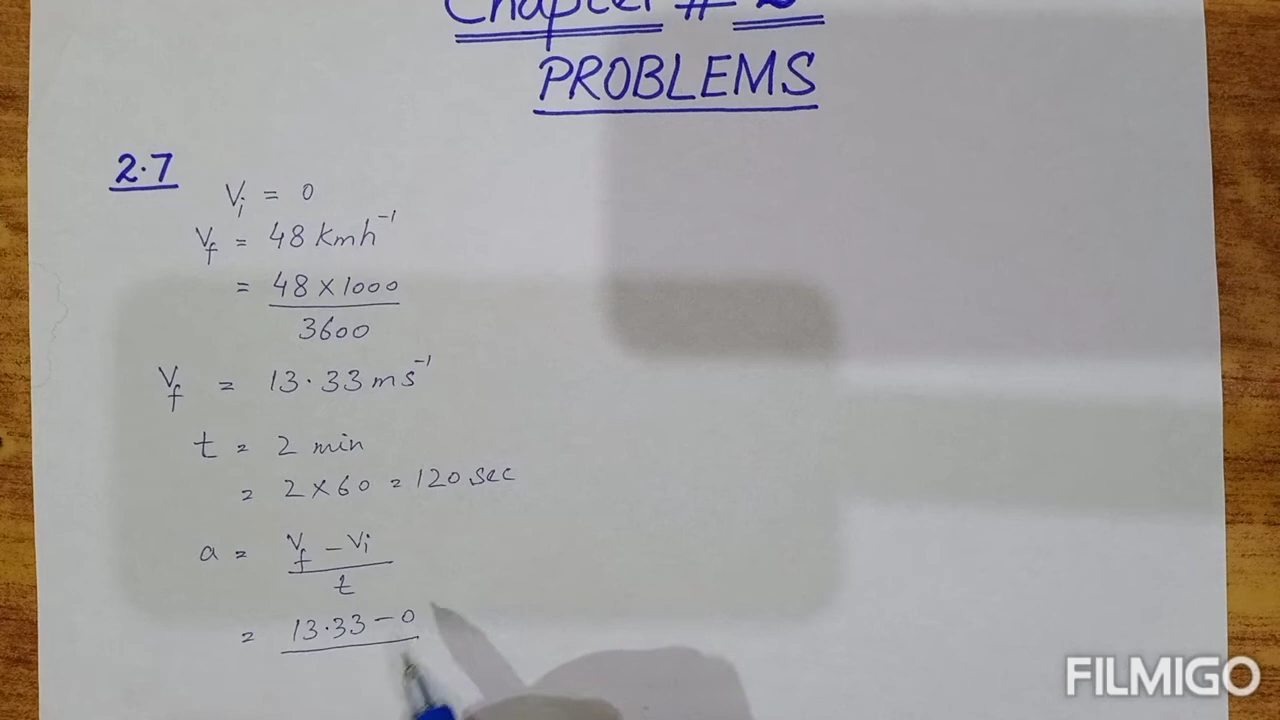 Chapter #
PROBLEMS
2.7
Vi = 0
Vf = 48 kmh⁻¹
= 48 × 1000
3600
Vf = 13.33 ms⁻¹
t = 2 min
= 2 × 60 = 120 sec
a = Vf − Vi
t
= 13.33 − 0
FILMIGO